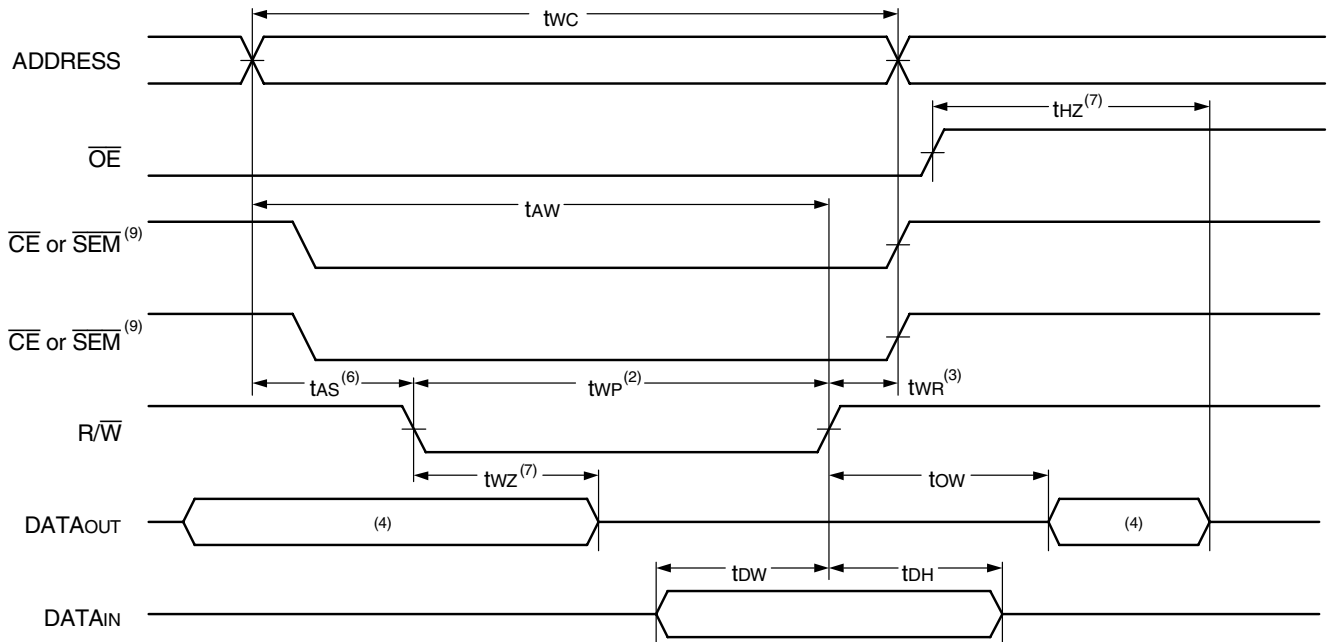 tWC
ADDRESS
tHZ(7)
OE
tAW
CE or SEM(9)
CE or SEM(9)
tAS(6) tWP(2) tWR(3)
R/W
tWZ(7) tOW
DATAOUT (4) (4)
tDW tDH
DATAIN